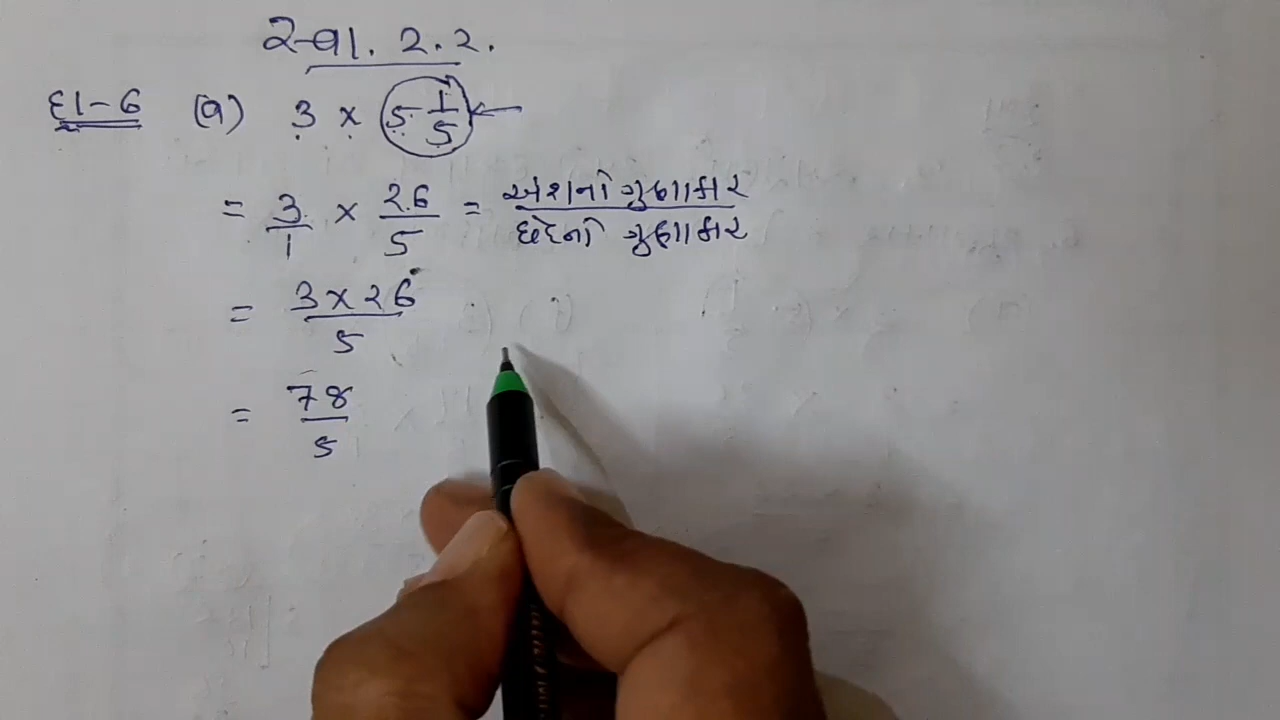 સ્વા. 2.2.
દા-6 (a) 3 × 5 1/5
= 3/1 × 26/5 = અંશનો ગુણાકાર/છેદનો ગુણાકાર
= 3×26/5
= 78/5